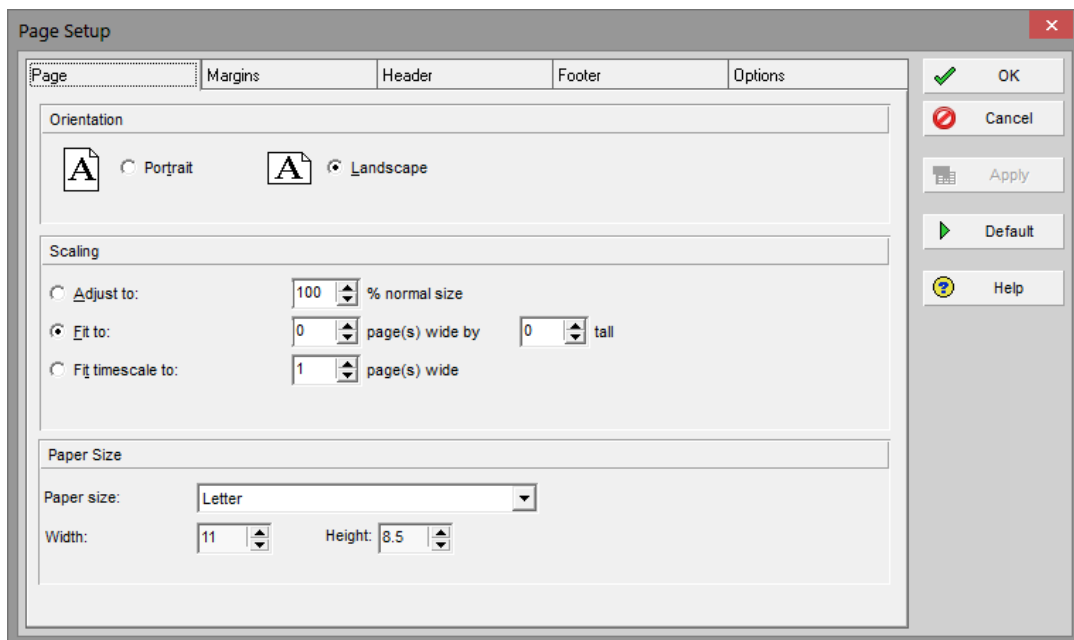 Page Setup
Page Margins Header Footer Options
OK
Cancel
Apply
Default
Help
Orientation
A Portrait A Landscape
Scaling
Adjust to: 100 % normal size
Fit to: 0 page(s) wide by 0 tall
Fit timescale to: 1 page(s) wide
Paper Size
Paper size: Letter
Width: 11 Height: 8.5